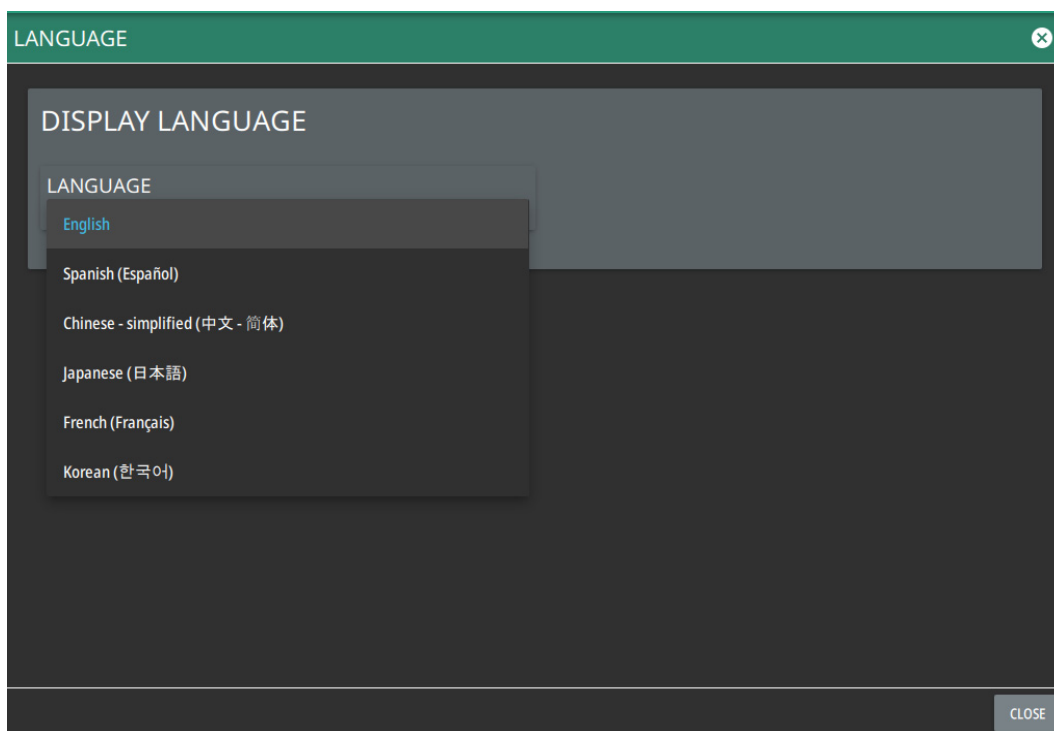 LANGUAGE
DISPLAY LANGUAGE
LANGUAGE
English
Spanish (Español)
Chinese - simplified (中文 - 简体)
Japanese (日本語)
French (Français)
Korean (한국어)
CLOSE